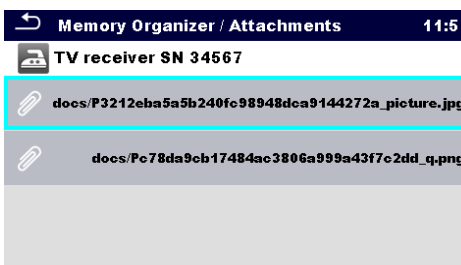 Memory Organizer / Attachments 11:5
TV receiver SN 34567
docs/P3212eba5a5b240fc98948dca9144272a_picture.jpg
docs/Pc78da9cb17484ac3806a999a43f7c2dd_q.png